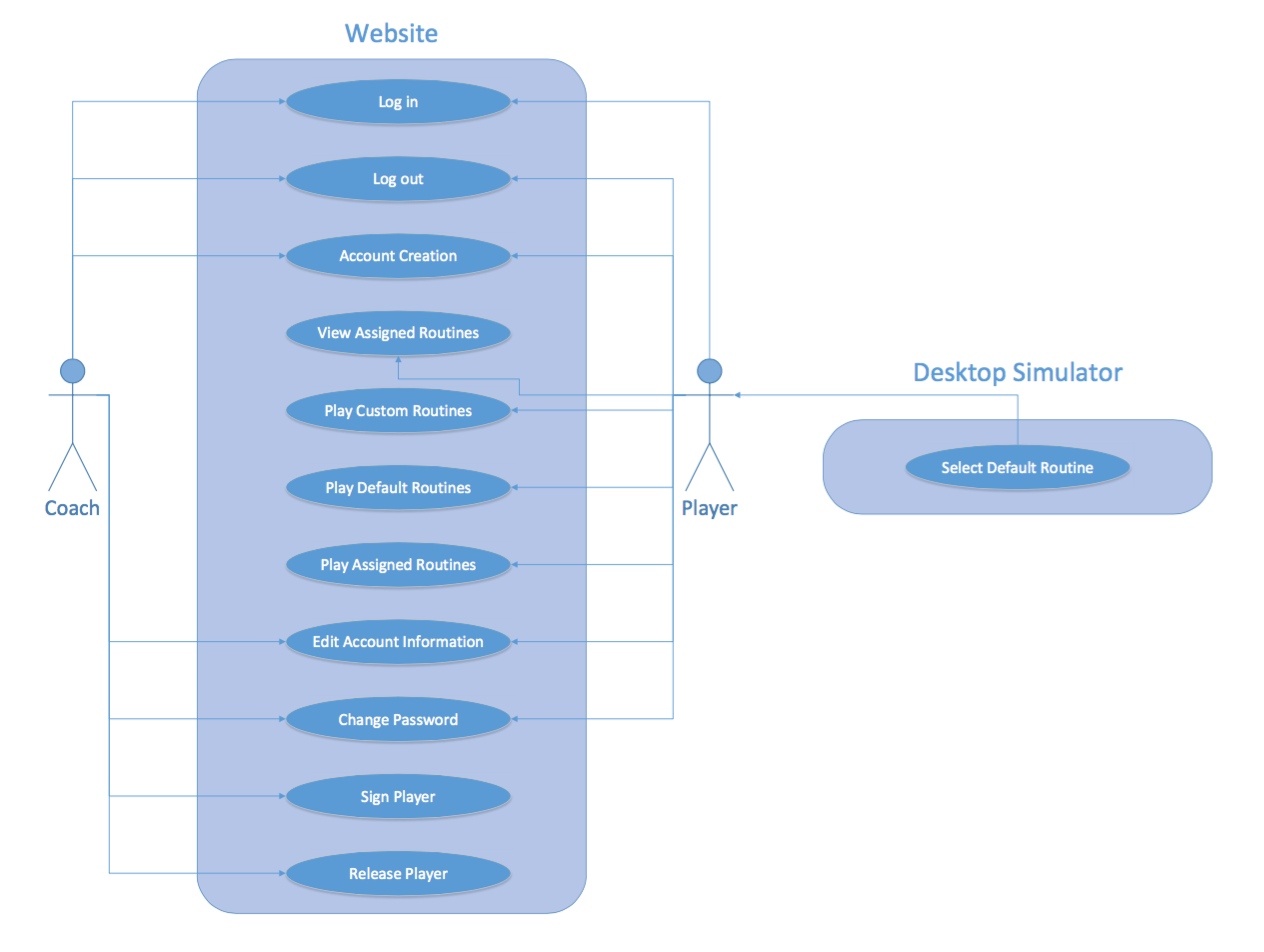 Website
Log in
Log out
Account Creation
View Assigned Routines
Play Custom Routines
Play Default Routines
Play Assigned Routines
Edit Account Information
Change Password
Sign Player
Release Player
Coach
Player
Desktop Simulator
Select Default Routine